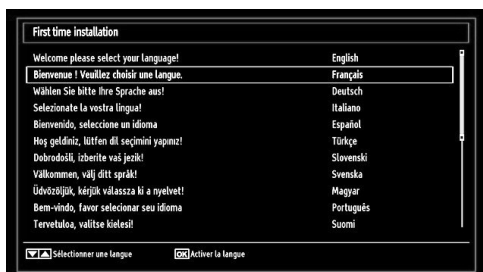 First time installation
Welcome please select your language! English
Bienvenue ! Veuillez choisir une langue. Français
Wählen Sie bitte Ihre Sprache aus! Deutsch
Selezionate la vostra lingua! Italiano
Bienvenido, seleccione un idioma Español
Hoş geldiniz, lütfen dil seçimini yapınız! Türkçe
Dobrodošli, izberite vaš jezik! Slovenski
Välkommen, välj ditt språk! Svenska
Üdvözöljük, kérjük válassza ki a nyelvet! Magyar
Bem-vindo, favor selecionar seu idioma Português
Tervetuloa, valitse kielesi! Suomi
Sélectionner une langue OK Activer la langue